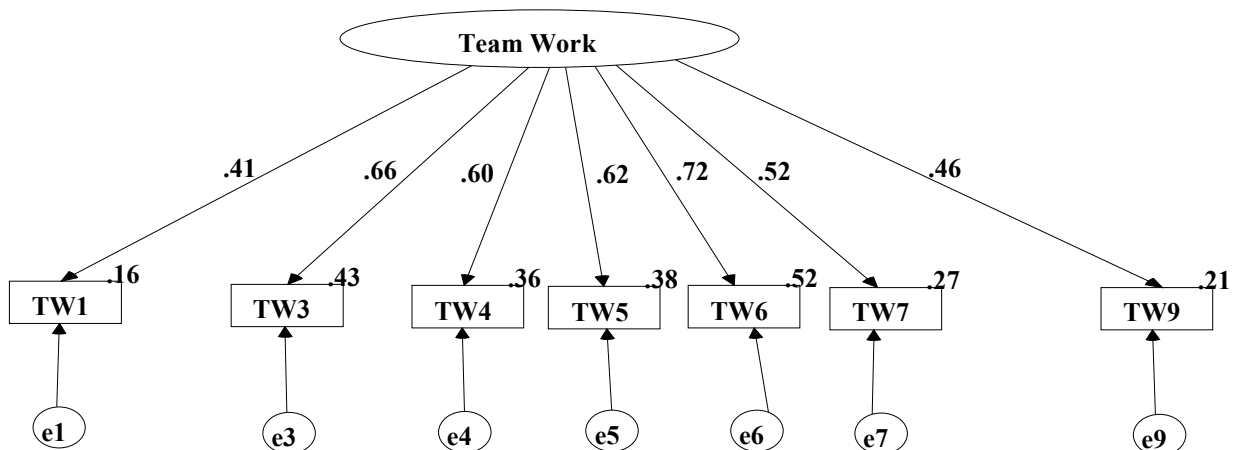 Team Work
.41 .66 .60 .62 .72 .52 .46
.16 .43 .36 .38 .52 .27 .21
TW1 TW3 TW4 TW5 TW6 TW7 TW9
e1 e3 e4 e5 e6 e7 e9